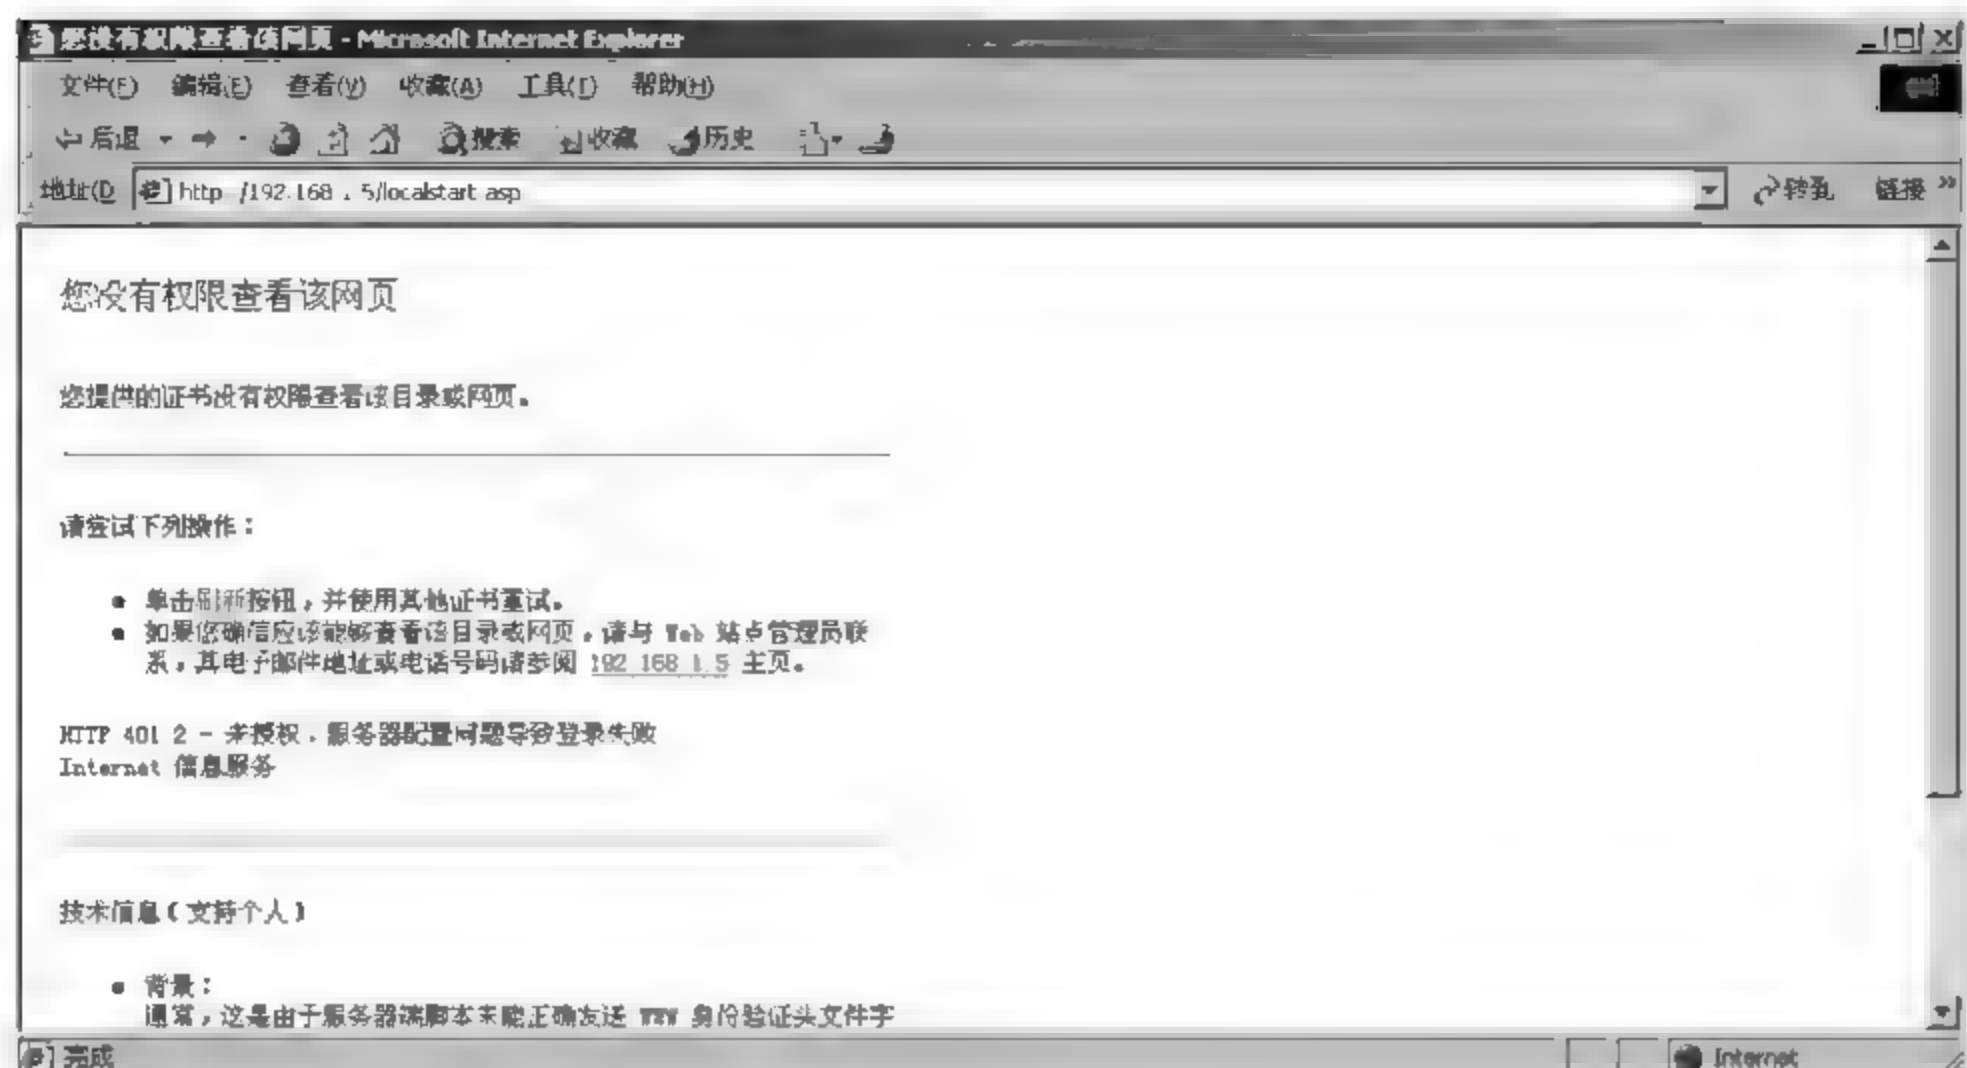 您没有权限查看该网页 - Microsoft Internet Explorer
文件(F) 编辑(E) 查看(V) 收藏(A) 工具(T) 帮助(H)
后退 搜索 收藏 历史
地址(D http //192.168 . 5/localstart asp 转到 链接 »
您没有权限查看该网页
您提供的证书没有权限查看该目录或网页。
请尝试下列操作：
单击刷新按钮，并使用其他证书重试。
如果您确信应该能够查看该目录或网页，请与 Web 站点管理员联
系，其电子邮件地址或电话号码请参阅 192 168 1.5 主页。
HTTP 401 2 - 未授权：服务器配置问题导致登录失败
Internet 信息服务
技术信息（支持个人）
背景：
通常，这是由于服务器端脚本未能正确发送 WWW 身份验证头文件字
完成 Internet